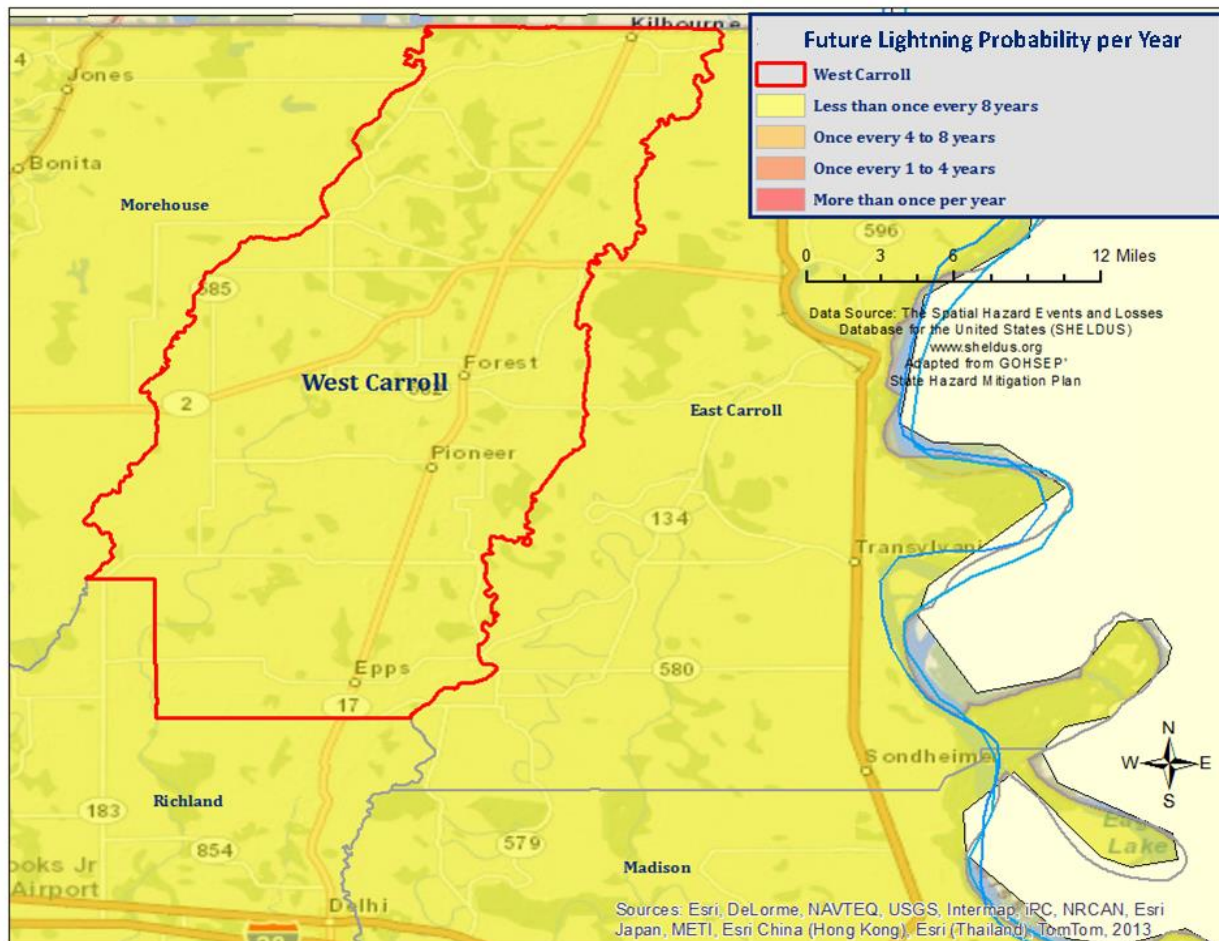 Kilbourne
Future Lightning Probability per Year
West Carroll
Less than once every 8 years
Once every 4 to 8 years
Once every 1 to 4 years
More than once per year
4
Jones
Bonita
Morehouse
596
0 3 6 12 Miles
585
Data Source: The Spatial Hazard Events and Losses
Database for the United States (SHELDUS)
www.sheldus.org
Adapted from GOHSEP'
State Hazard Mitigation Plan
Forest
West Carroll
2
East Carroll
Pioneer
134
Transylvani
580
Epps
17
N
W E
S
Sondheime
Richland
183
854
579
Madison
Lake
ooks Jr
Airport
Delhi
Sources: Esri, DeLorme, NAVTEQ, USGS, Intermap, iPC, NRCAN, Esri
Japan, METI, Esri China (Hong Kong), Esri (Thailand), TomTom, 2013